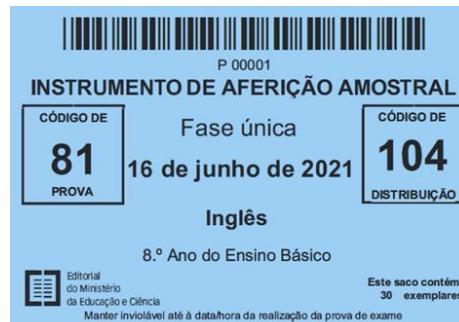 P 00001
INSTRUMENTO DE AFERIÇÃO AMOSTRAL
CÓDIGO DE
81
PROVA
Fase única
16 de junho de 2021
CÓDIGO DE
104
DISTRIBUIÇÃO
Inglês
8.º Ano do Ensino Básico
Editorial
do Ministério
da Educação e Ciência
Este saco contém
30 exemplares
Manter inviolável até à data/hora da realização da prova de exame